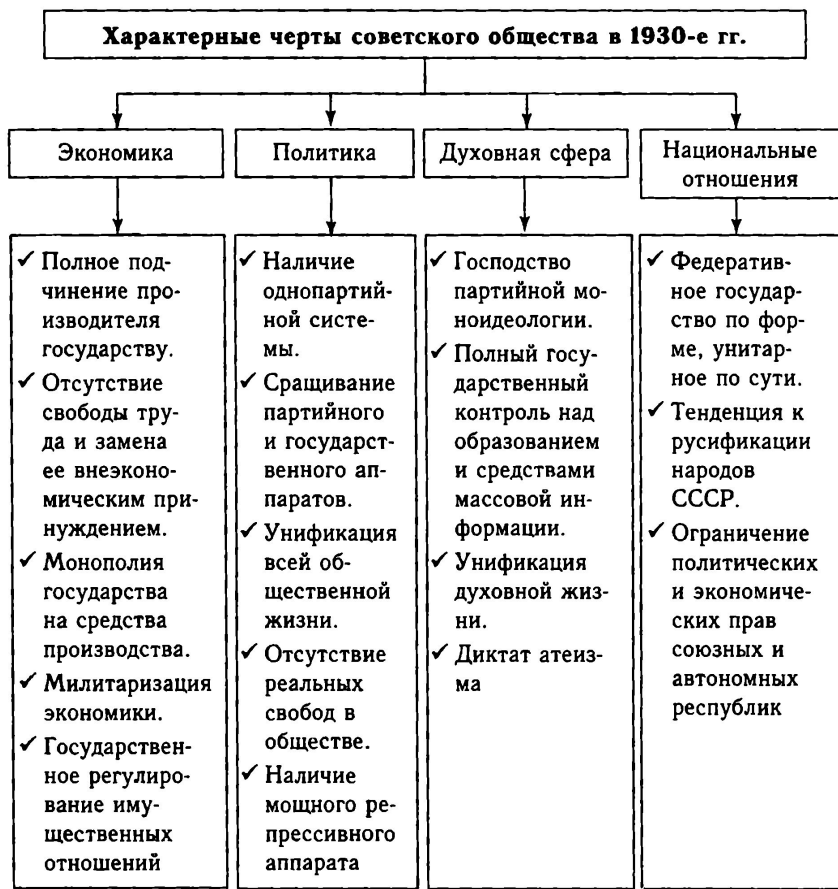 Характерные черты советского общества в 1930-е гг.
Экономика
Политика
Духовная сфера
Национальные
отношения
✓ Полное под-
чинение про-
изводителя
государству.
✓ Отсутствие
свободы тру-
да и замена
ее внеэконо-
мическим при-
нуждением.
✓ Монополия
государства
на средства
производства.
✓ Милитаризация
экономики.
✓ Государствен-
ное регулиро-
вание иму-
щественных
отношений
✓ Наличие
однопартий-
ной систе-
мы.
✓ Сращивание
партийного
и государст-
венного ап-
паратов.
✓ Унификация
всей об-
щественной
жизни.
✓ Отсутствие
реальных
свобод в
обществе.
✓ Наличие
мощного ре-
прессивного
аппарата
✓ Господство
партийной мо-
ноидеологии.
✓ Полный госу-
дарственный
контроль над
образованием
и средствами
массовой ин-
формации.
✓ Унификация
духовной жиз-
ни.
✓ Диктат атеиз-
ма
✓ Федератив-
ное государ-
ство по фор-
ме, унитар-
ное по сути.
✓ Тенденция к
русификации
народов
СССР.
✓ Ограничение
политических
и экономиче-
ских прав
союзных и
автономных
республик